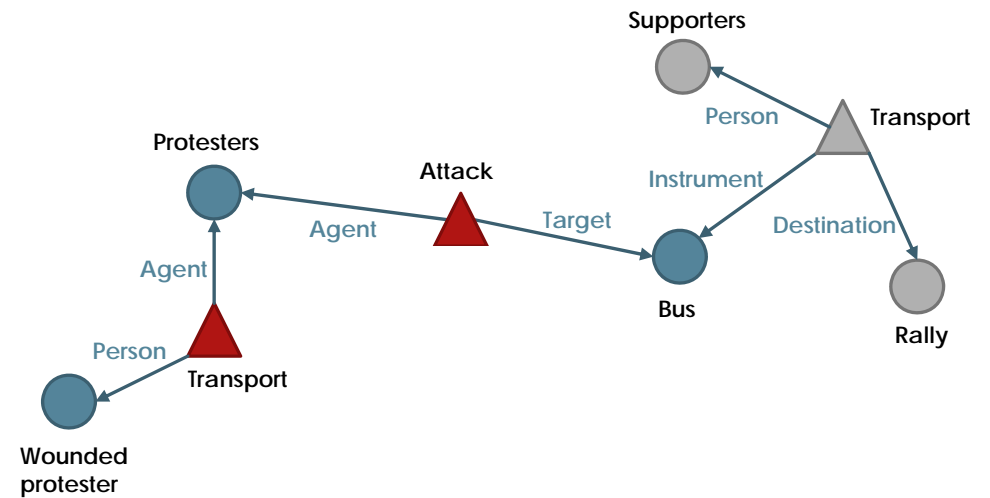 Supporters
Person
Transport
Protesters
Attack
Instrument
Agent
Target
Destination
Agent
Bus
Rally
Person
Transport
Wounded
protester